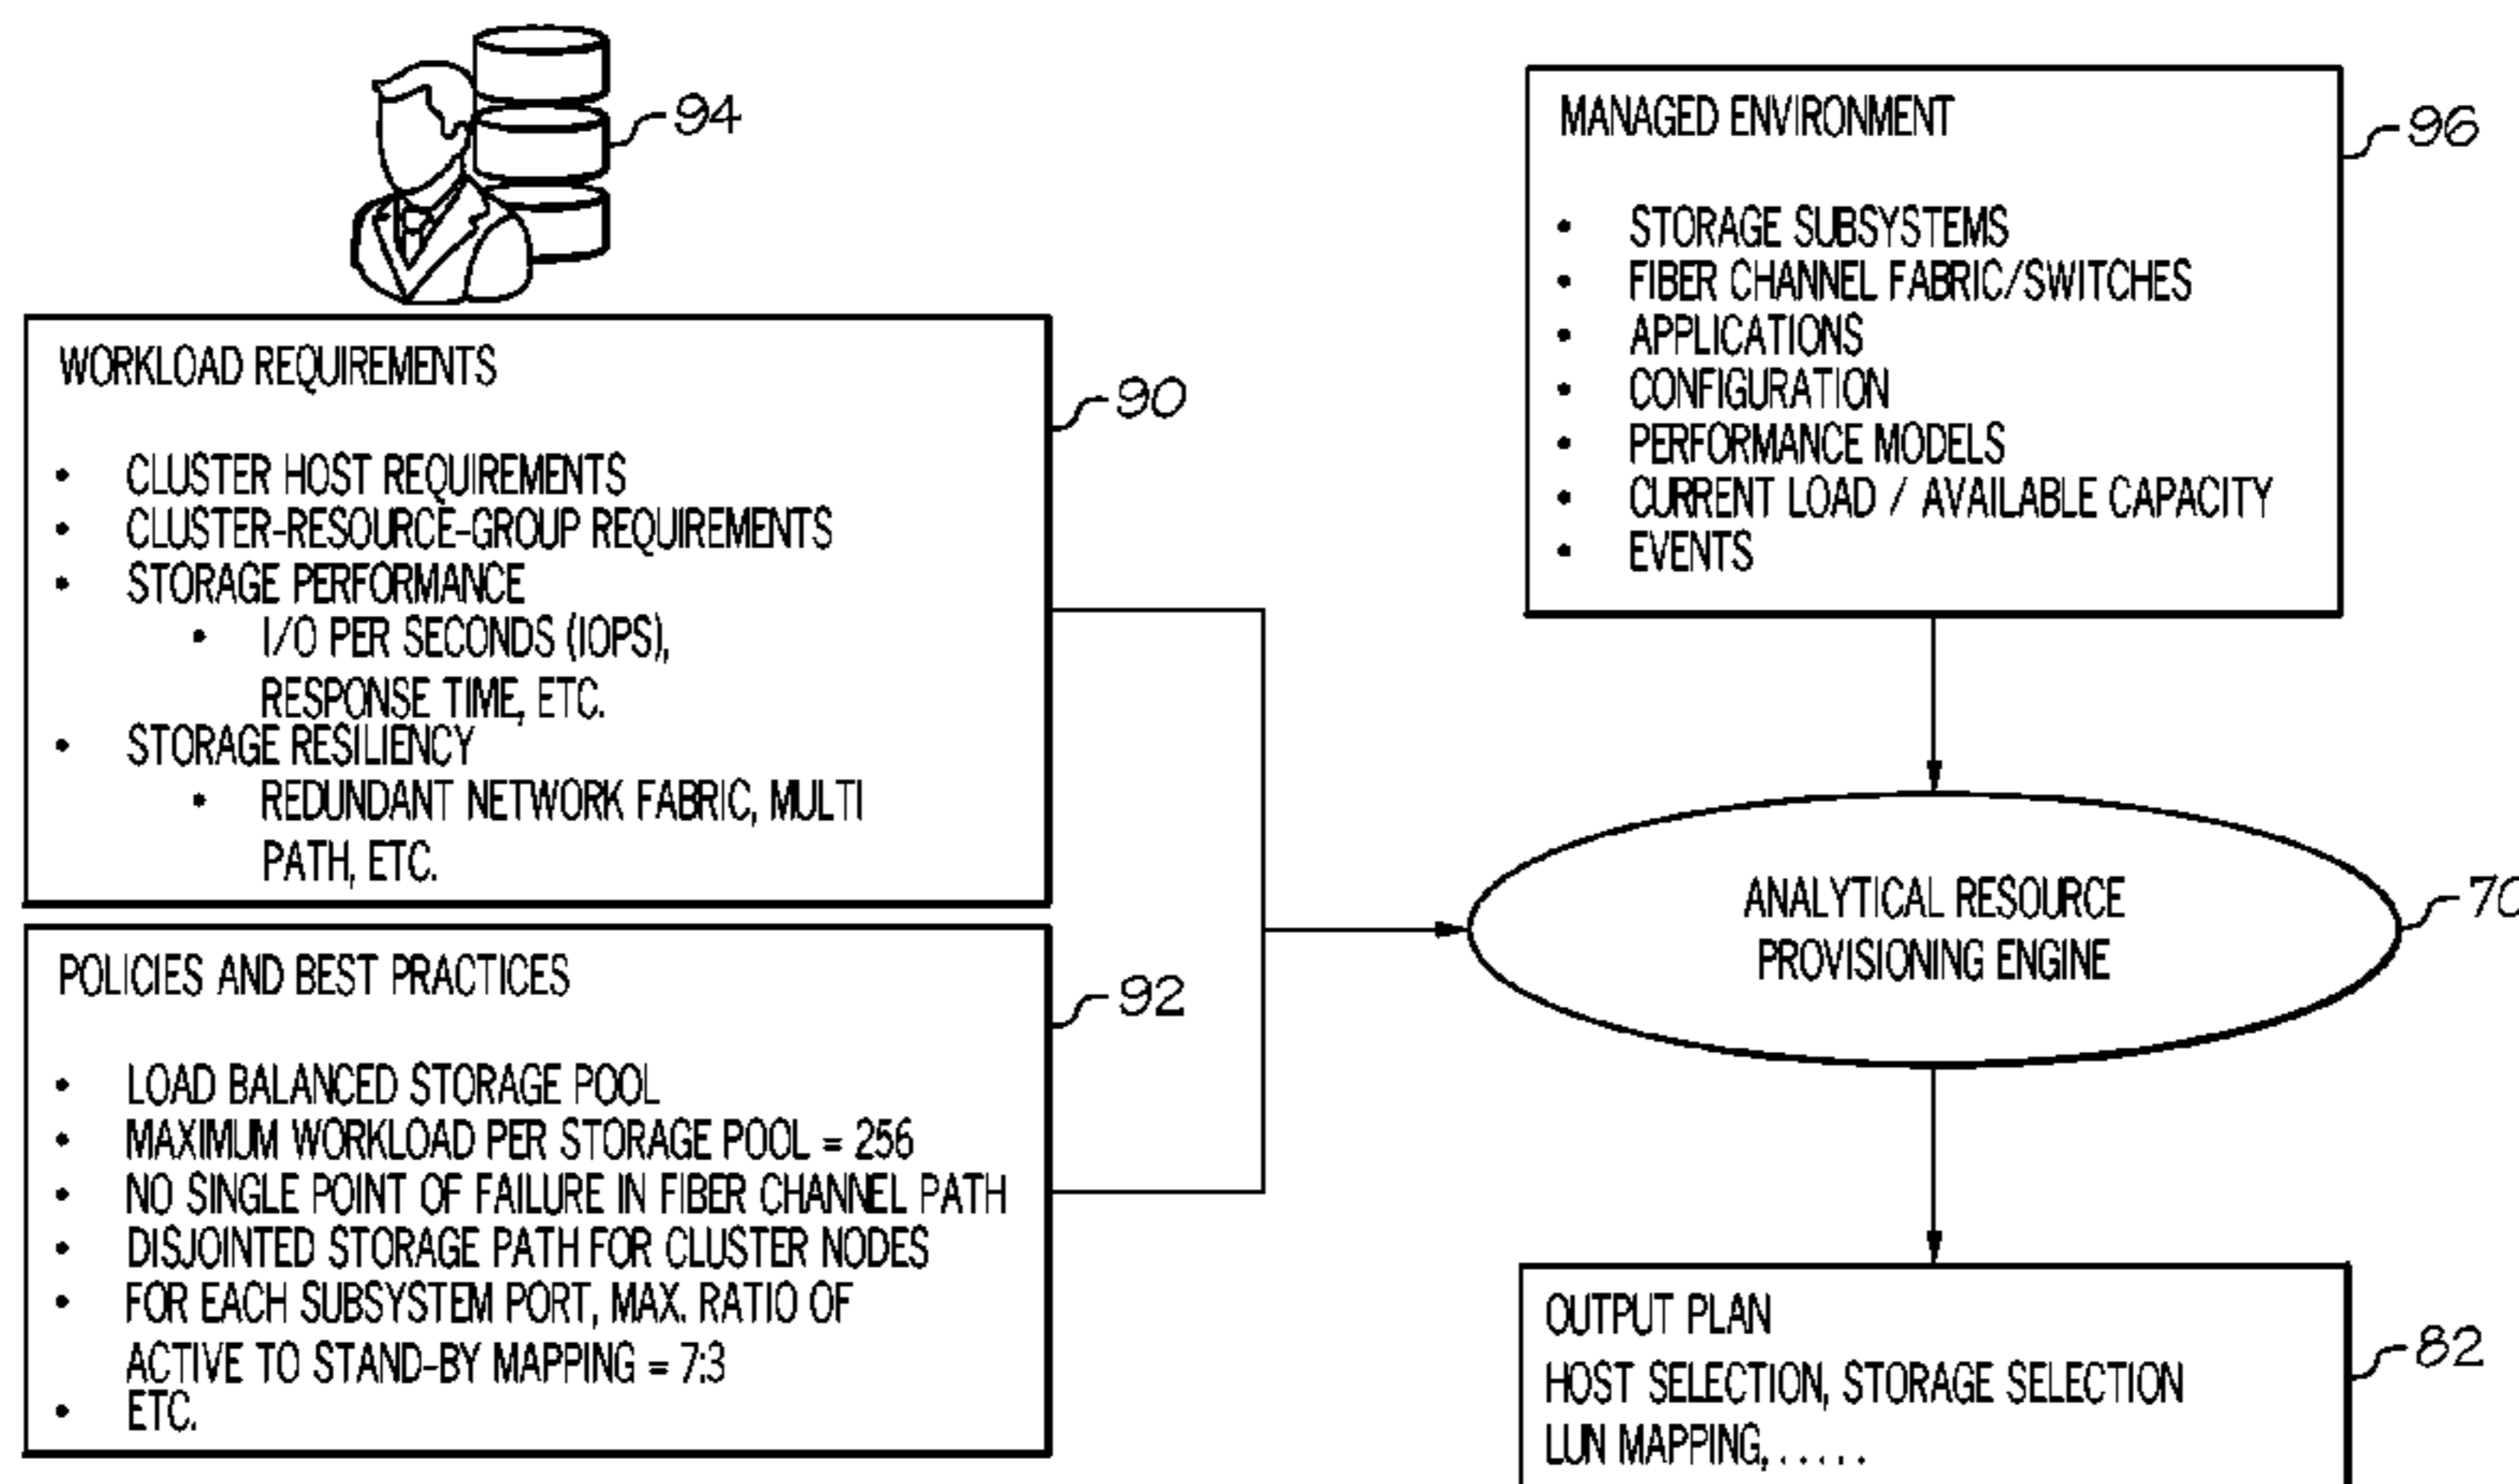 94
WORKLOAD REQUIREMENTS
90
• CLUSTER HOST REQUIREMENTS
• CLUSTER-RESOURCE-GROUP REQUIREMENTS
• STORAGE PERFORMANCE
• I/O PER SECONDS (IOPS),
RESPONSE TIME, ETC.
• STORAGE RESILIENCY
• REDUNDANT NETWORK FABRIC, MULTI
PATH, ETC.
POLICIES AND BEST PRACTICES
92
• LOAD BALANCED STORAGE POOL
• MAXIMUM WORKLOAD PER STORAGE POOL = 256
• NO SINGLE POINT OF FAILURE IN FIBER CHANNEL PATH
• DISJOINTED STORAGE PATH FOR CLUSTER NODES
• FOR EACH SUBSYSTEM PORT, MAX. RATIO OF
ACTIVE TO STAND-BY MAPPING = 7:3
• ETC.
MANAGED ENVIRONMENT
96
• STORAGE SUBSYSTEMS
• FIBER CHANNEL FABRIC/SWITCHES
• APPLICATIONS
• CONFIGURATION
• PERFORMANCE MODELS
• CURRENT LOAD / AVAILABLE CAPACITY
• EVENTS
ANALYTICAL RESOURCE
PROVISIONING ENGINE
70
OUTPUT PLAN
82
HOST SELECTION, STORAGE SELECTION
LUN MAPPING, . . . . .